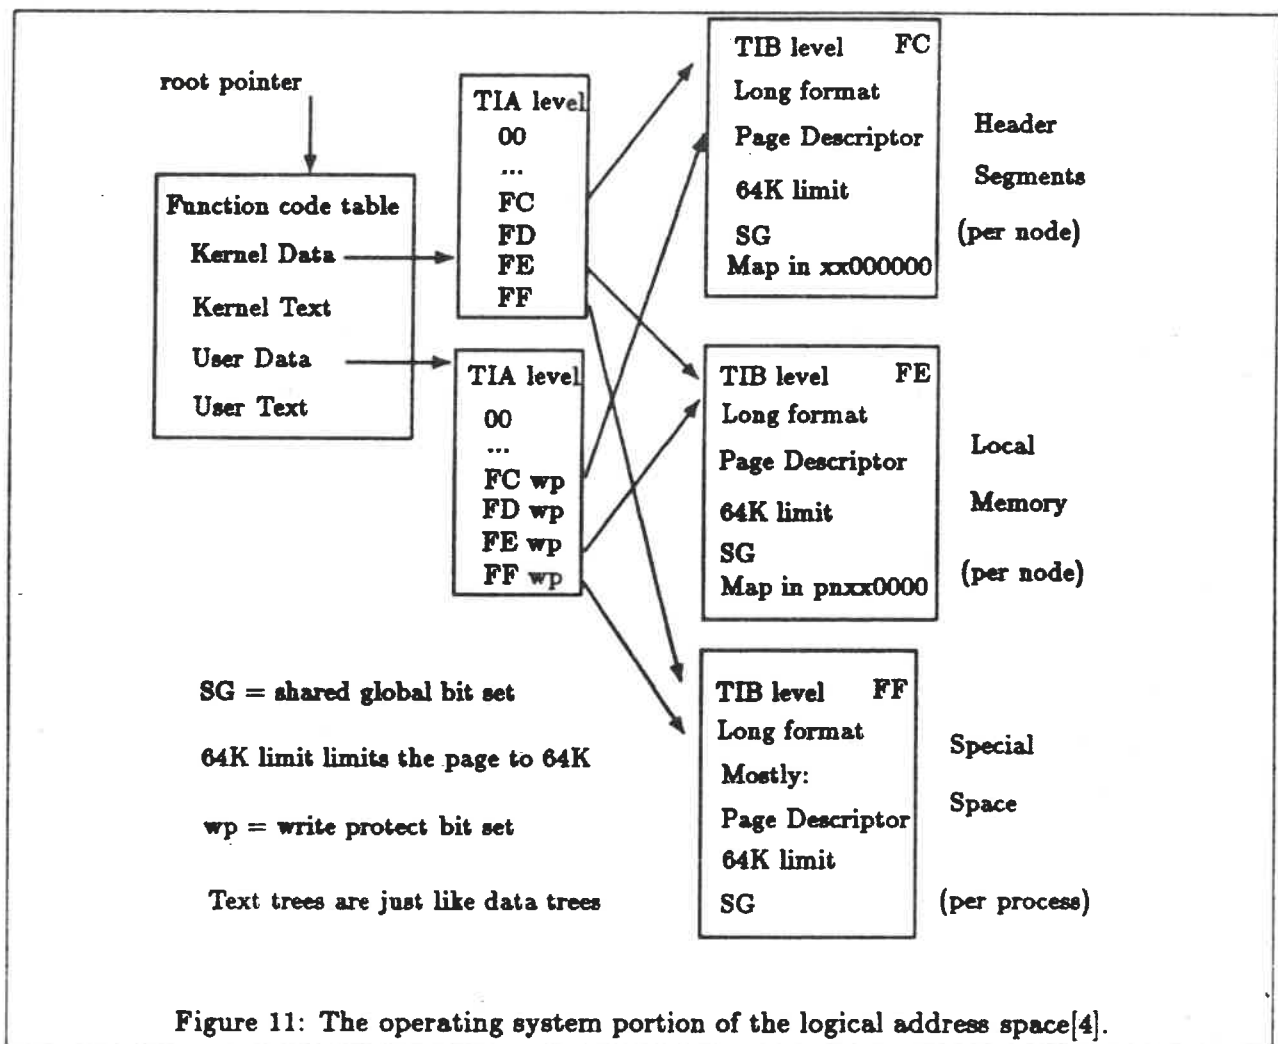 root pointer
Function code table
Kernel Data
Kernel Text
User Data
User Text
TIA level
00
...
FC
FD
FE
FF
TIA level
00
...
FC wp
FD wp
FE wp
FF wp
TIB level FC
Long format
Page Descriptor
64K limit
SG
Map in xx000000
Header
Segments
(per node)
TIB level FE
Long format
Page Descriptor
64K limit
SG
Map in pnxx0000
Local
Memory
(per node)
TIB level FF
Long format
Mostly:
Page Descriptor
64K limit
SG
Special
Space
(per process)
SG = shared global bit set
64K limit limits the page to 64K
wp = write protect bit set
Text trees are just like data trees
Figure 11: The operating system portion of the logical address space[4].